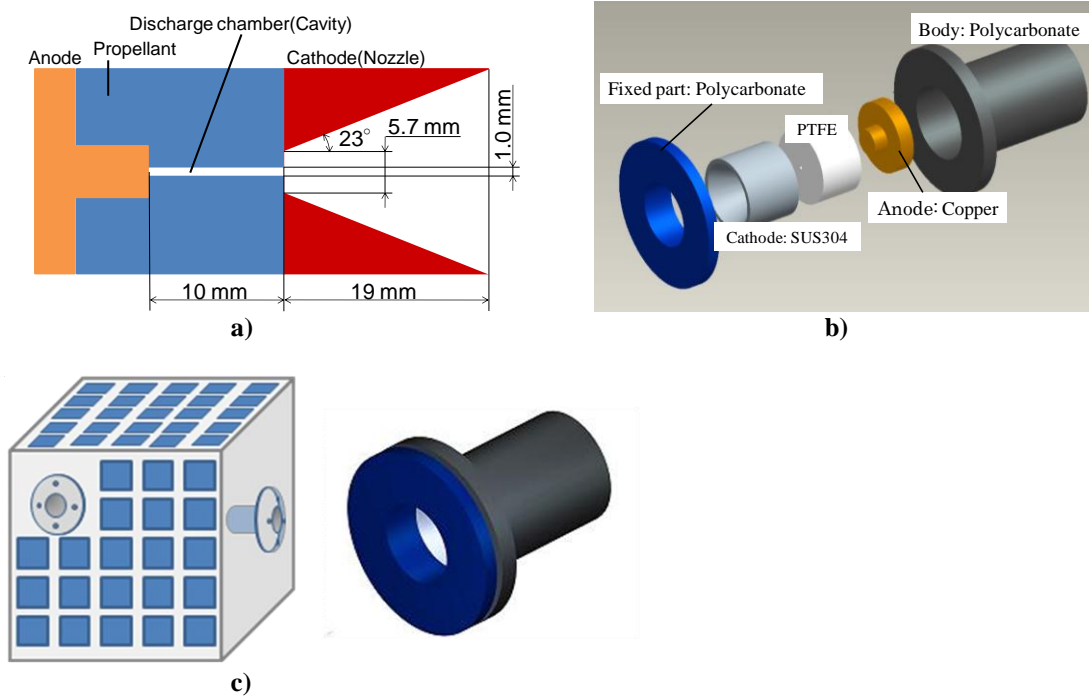 Discharge chamber(Cavity)
Anode
Propellant
Cathode(Nozzle)
23°
5.7 mm
1.0 mm
10 mm
19 mm
a)
Body: Polycarbonate
Fixed part: Polycarbonate
PTFE
Anode: Copper
Cathode: SUS304
b)
c)